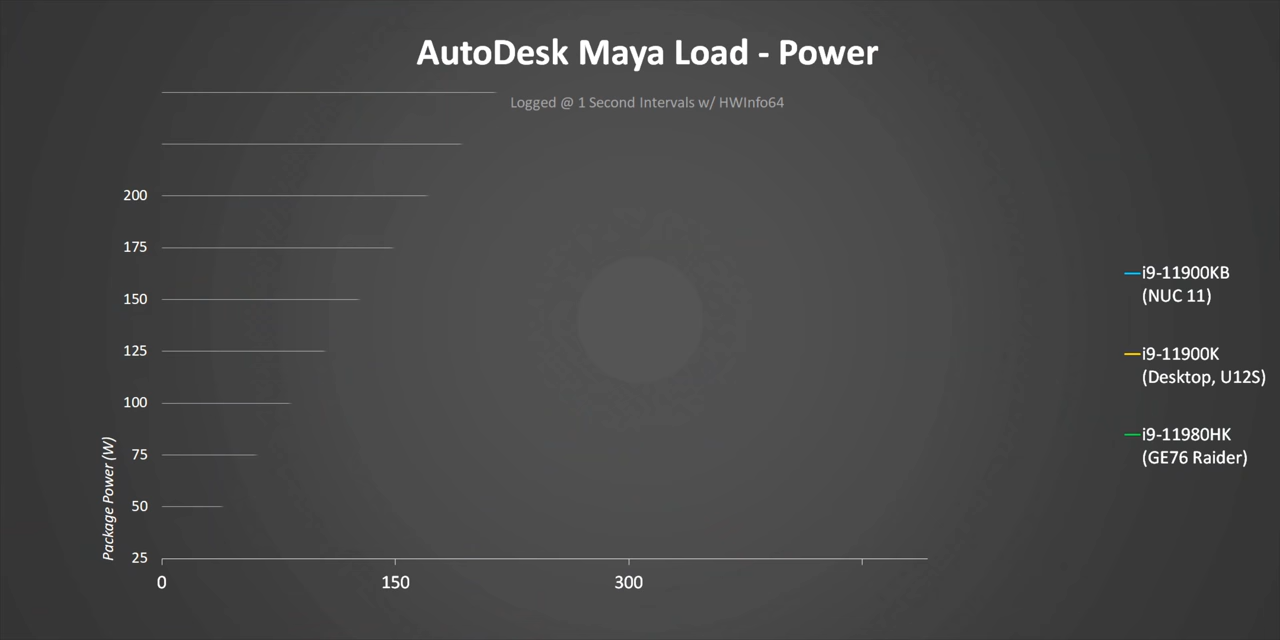 AutoDesk Maya Load - Power
Logged @ 1 Second Intervals w/ HWInfo64
200
175
150
125
100
75
50
25
Package Power (W)
0
150
300
i9-11900KB
(NUC 11)
i9-11900K
(Desktop, U12S)
i9-11980HK
(GE76 Raider)